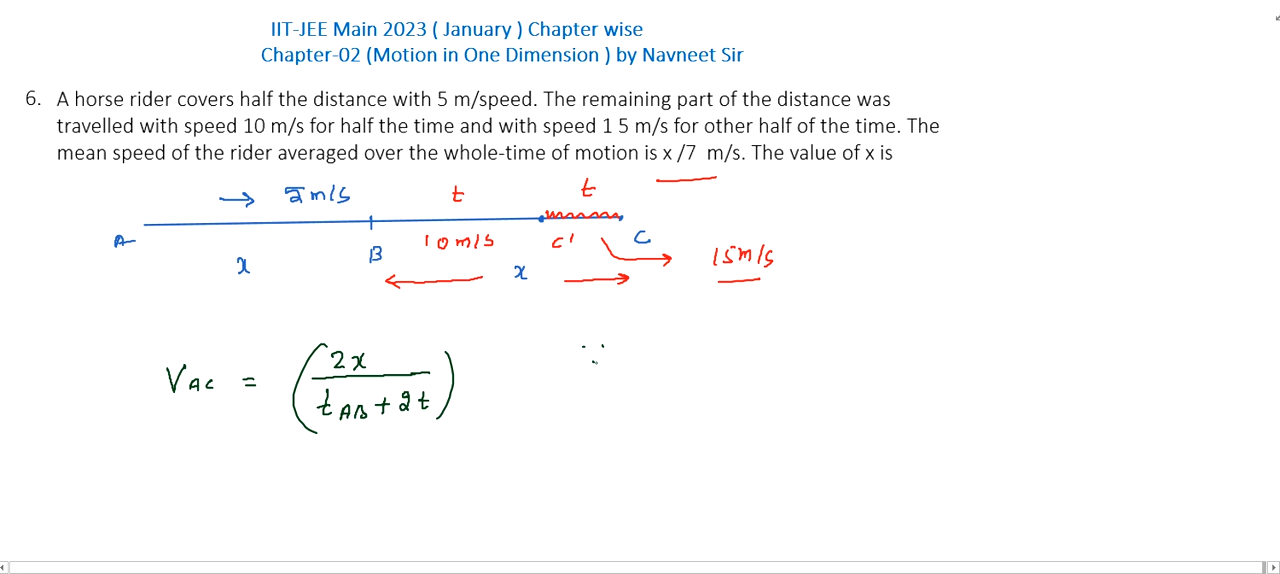 IIT-JEE Main 2023 ( January ) Chapter wise
Chapter-02 (Motion in One Dimension ) by Navneet Sir
6. A horse rider covers half the distance with 5 m/speed. The remaining part of the distance was
travelled with speed 10 m/s for half the time and with speed 1 5 m/s for other half of the time. The
mean speed of the rider averaged over the whole-time of motion is x /7 m/s. The value of x is
5 m/s t t
A B 10 m/s C' C 15 m/s
x x
V AC = ( 2x / t AB + 2t )
∵